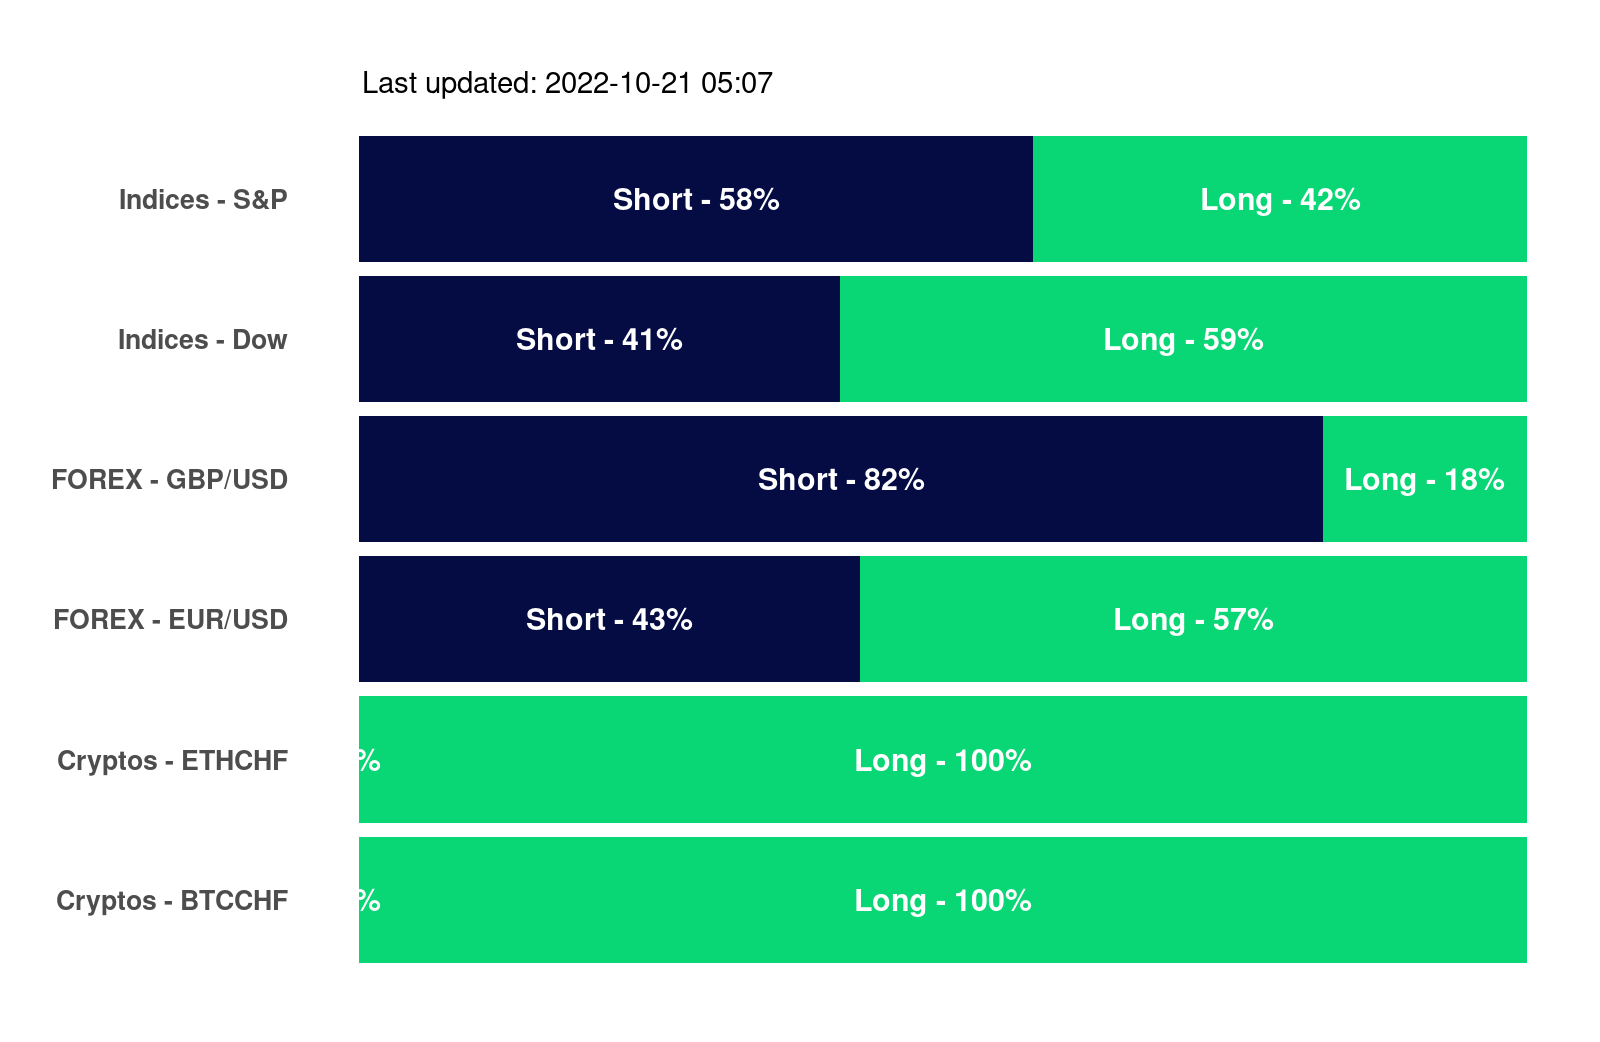 Last updated: 2022-10-21 05:07
Indices - S&P Short - 58% Long - 42%
Indices - Dow Short - 41% Long - 59%
FOREX - GBP/USD Short - 82% Long - 18%
FOREX - EUR/USD Short - 43% Long - 57%
Cryptos - ETHCHF % Long - 100%
Cryptos - BTCCHF % Long - 100%